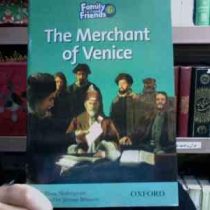 Family and Friends
The Merchant
of Venice
OXFORD